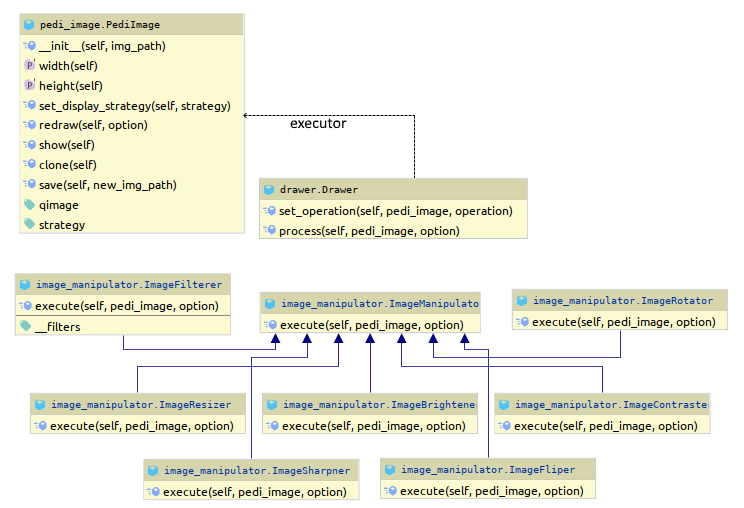 pedi_image.PediImage
__init__(self, img_path)
width(self)
height(self)
set_display_strategy(self, strategy)
redraw(self, option)
show(self)
clone(self)
save(self, new_img_path)
qimage
strategy
executor
drawer.Drawer
set_operation(self, pedi_image, operation)
process(self, pedi_image, option)
image_manipulator.ImageFilterer
execute(self, pedi_image, option)
__filters
image_manipulator.ImageManipulato
execute(self, pedi_image, option)
image_manipulator.ImageRotator
execute(self, pedi_image, option)
image_manipulator.ImageResizer
execute(self, pedi_image, option)
image_manipulator.ImageBrightene
execute(self, pedi_image, option)
image_manipulator.ImageContraste
execute(self, pedi_image, option)
image_manipulator.ImageSharpner
execute(self, pedi_image, option)
image_manipulator.ImageFliper
execute(self, pedi_image, option)